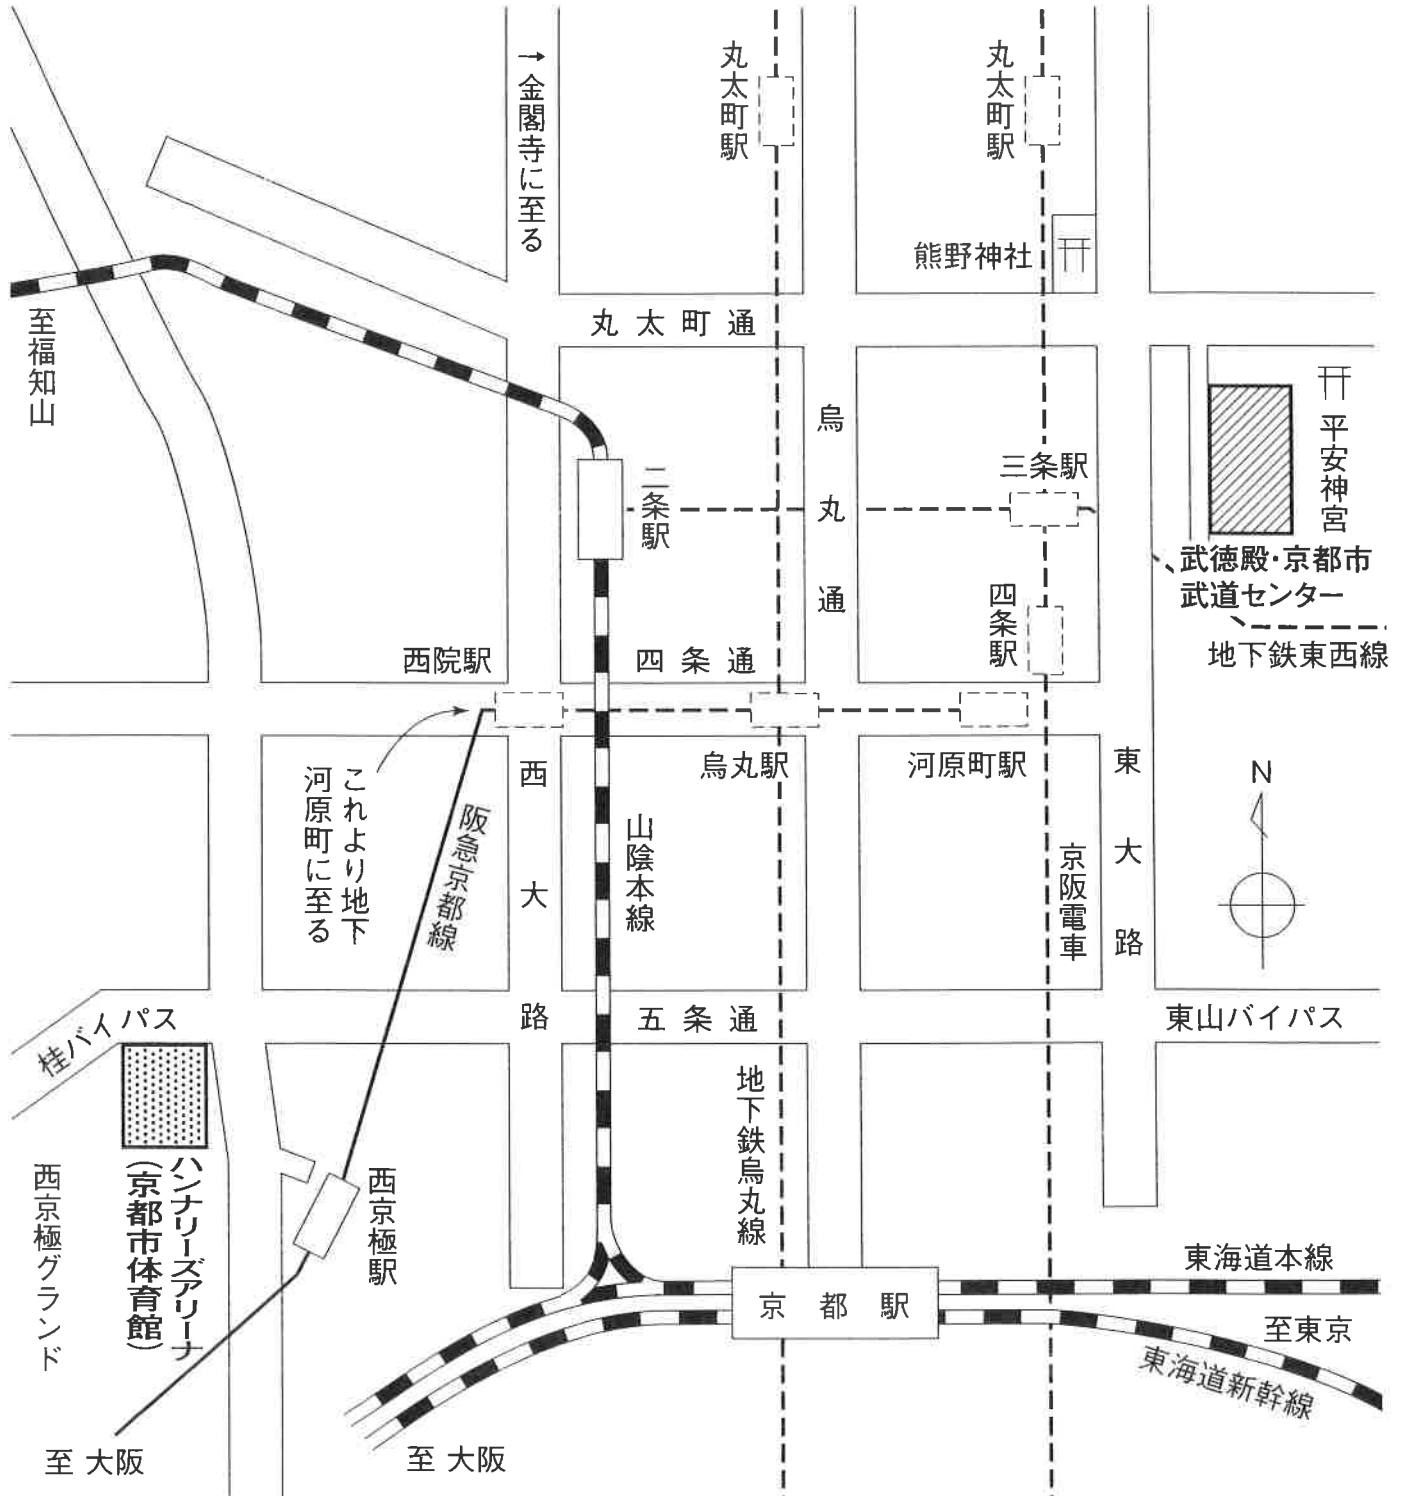 →金閣寺に至る
丸太町駅
丸太町駅
熊野神社
至福知山
丸太町通
烏丸通
平安神宮
二条駅
三条駅
武徳殿・京都市
武道センター
四条駅
地下鉄東西線
西院駅
四条通
烏丸駅
河原町駅
これより地下
河原町に至る
阪急京都線
西大路
山陰本線
京阪電車
東大路
N
桂バイパス
五条通
東山バイパス
地下鉄烏丸線
西京極グランド
ハンナリーズアリーナ
(京都市体育館)
西京極駅
京都駅
東海道本線
至東京
東海道新幹線
至 大阪
至 大阪